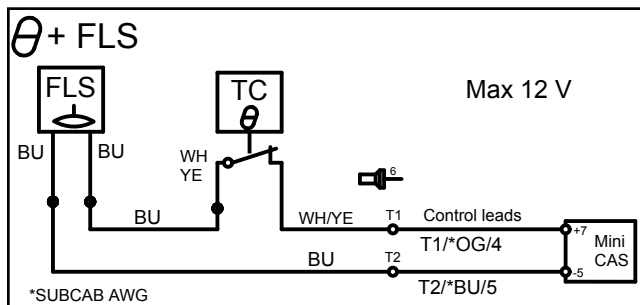 θ + FLS
FLS
TC
θ
Max 12 V
BU
BU
WH
YE
6
BU
WH/YE
T1
Control leads
+7
T1/*OG/4
Mini
CAS
BU
T2
-5
T2/*BU/5
*SUBCAB AWG